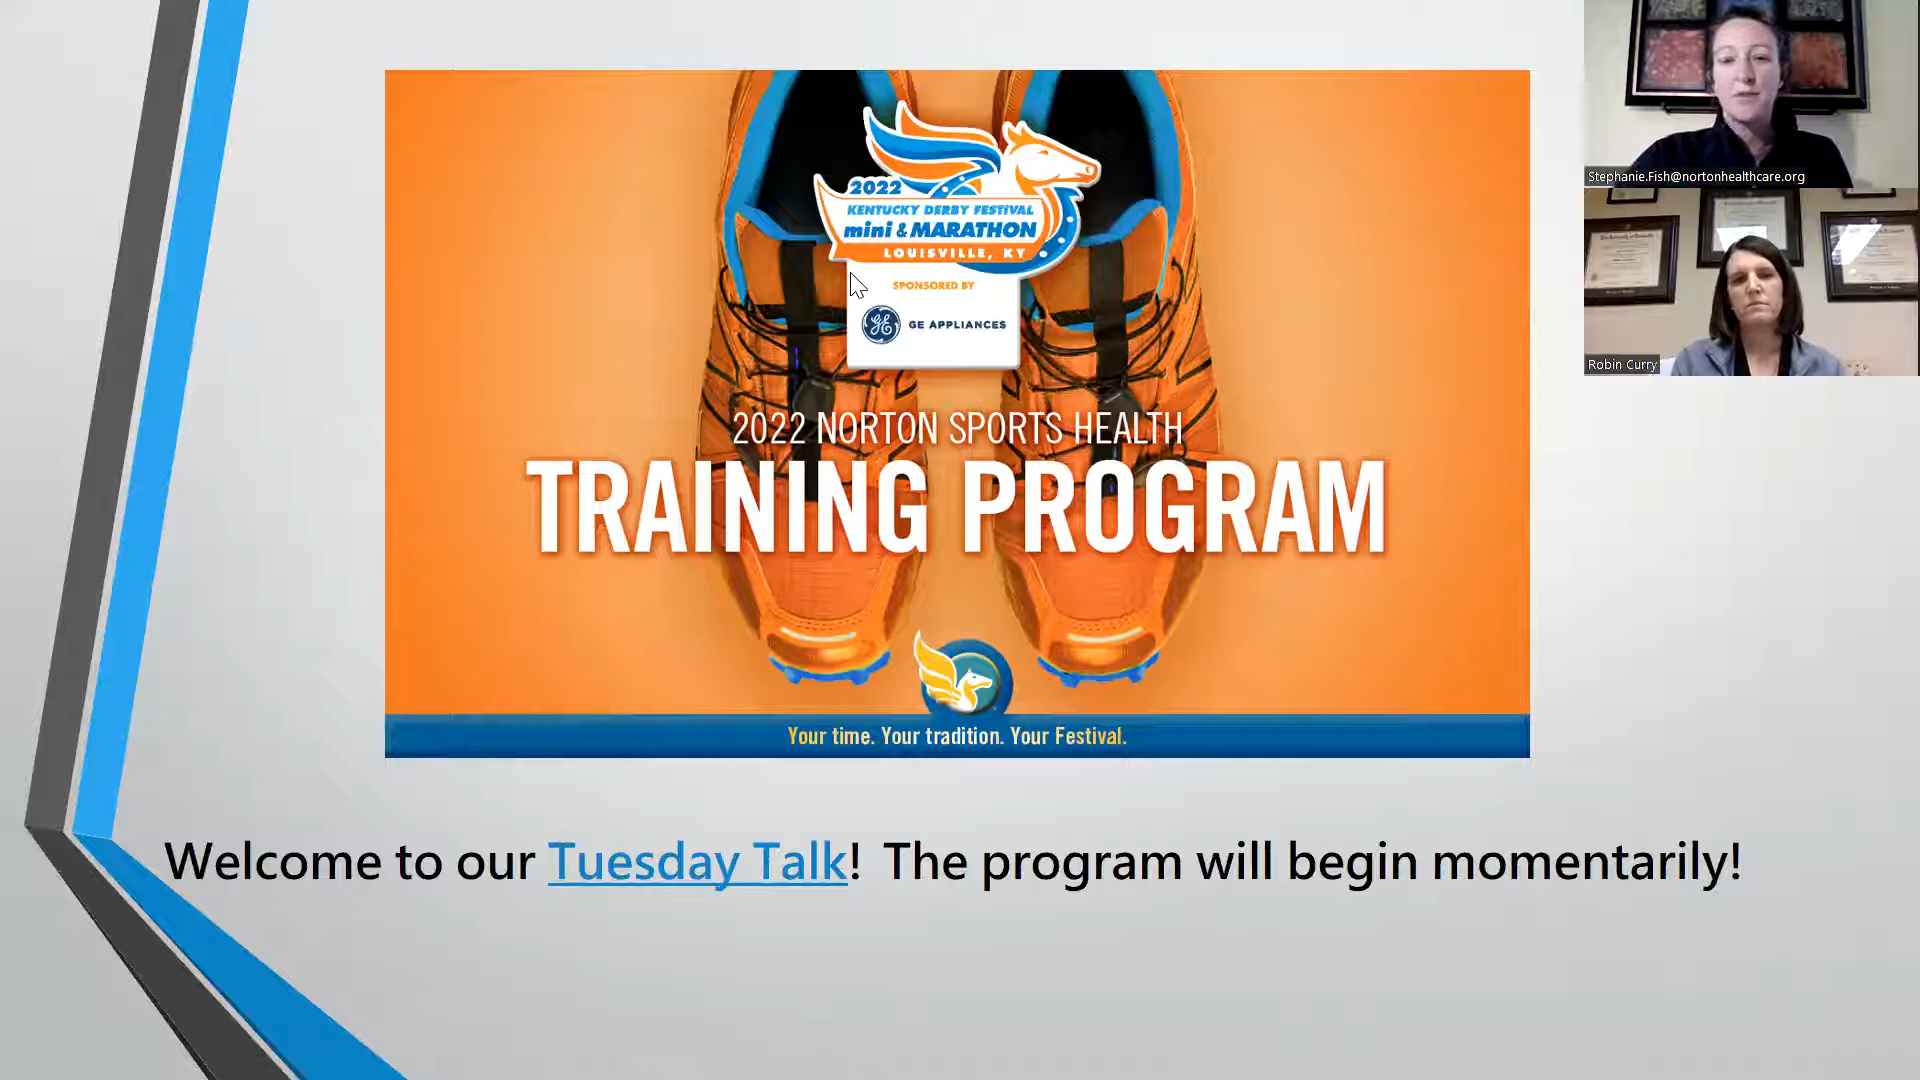 2022
KENTUCKY DERBY FESTIVAL
mini & MARATHON
LOUISVILLE, KY
SPONSORED BY
GE APPLIANCES
2022 NORTON SPORTS HEALTH
TRAINING PROGRAM
Your time. Your tradition. Your Festival.
Welcome to our Tuesday Talk! The program will begin momentarily!
Stephanie.Fish@nortonhealthcare.org
Robin Curry